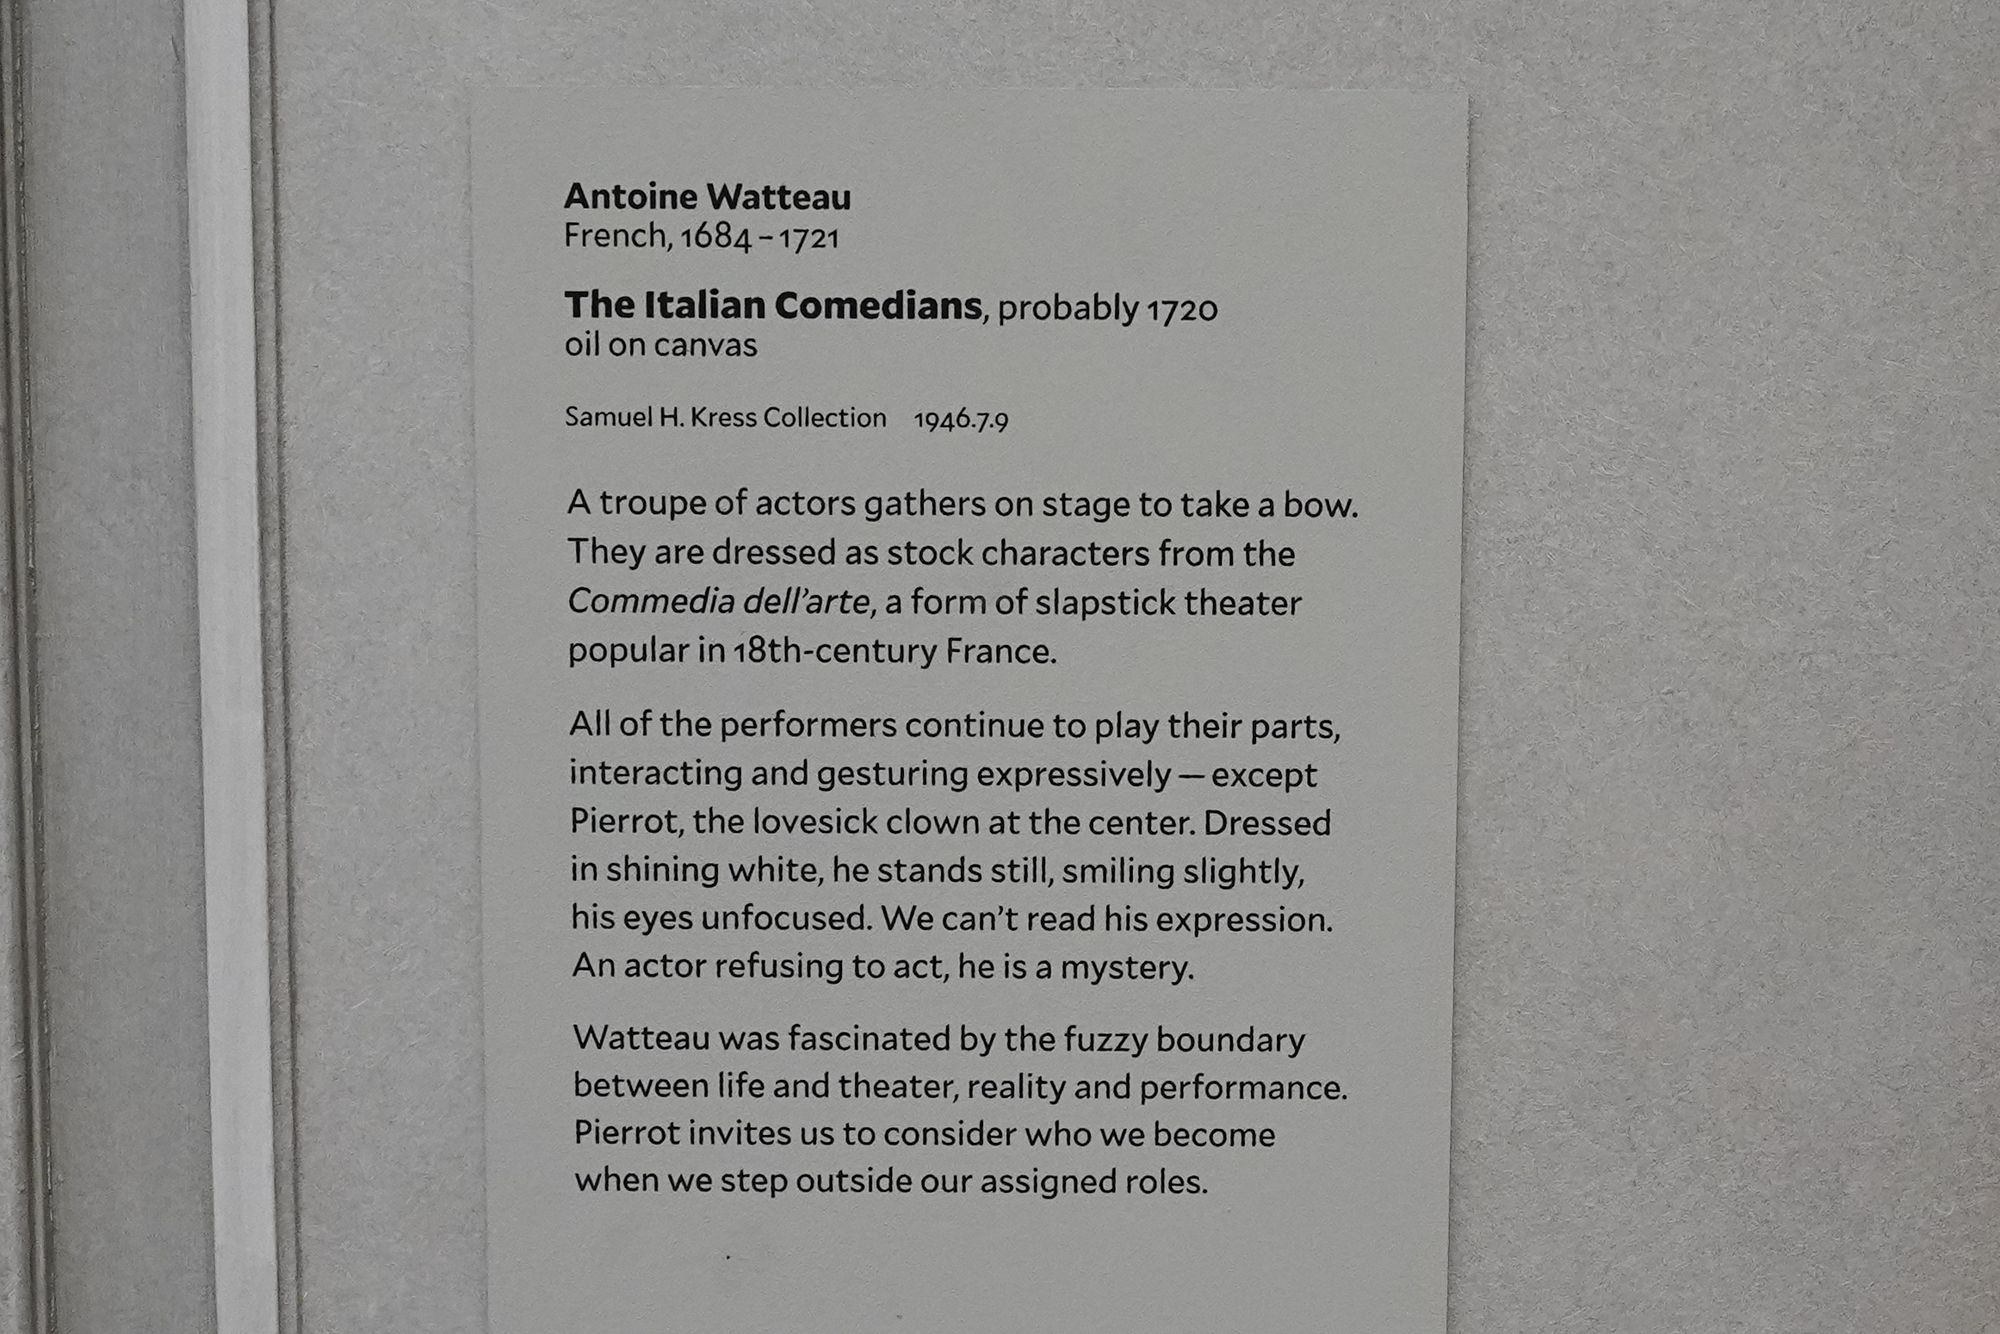 Antoine Watteau
French, 1684–1721
The Italian Comedians, probably 1720
oil on canvas
Samuel H. Kress Collection 1946.7.9
A troupe of actors gathers on stage to take a bow.
They are dressed as stock characters from the
Commedia dell’arte, a form of slapstick theater
popular in 18th-century France.
All of the performers continue to play their parts,
interacting and gesturing expressively — except
Pierrot, the lovesick clown at the center. Dressed
in shining white, he stands still, smiling slightly,
his eyes unfocused. We can’t read his expression.
An actor refusing to act, he is a mystery.
Watteau was fascinated by the fuzzy boundary
between life and theater, reality and performance.
Pierrot invites us to consider who we become
when we step outside our assigned roles.